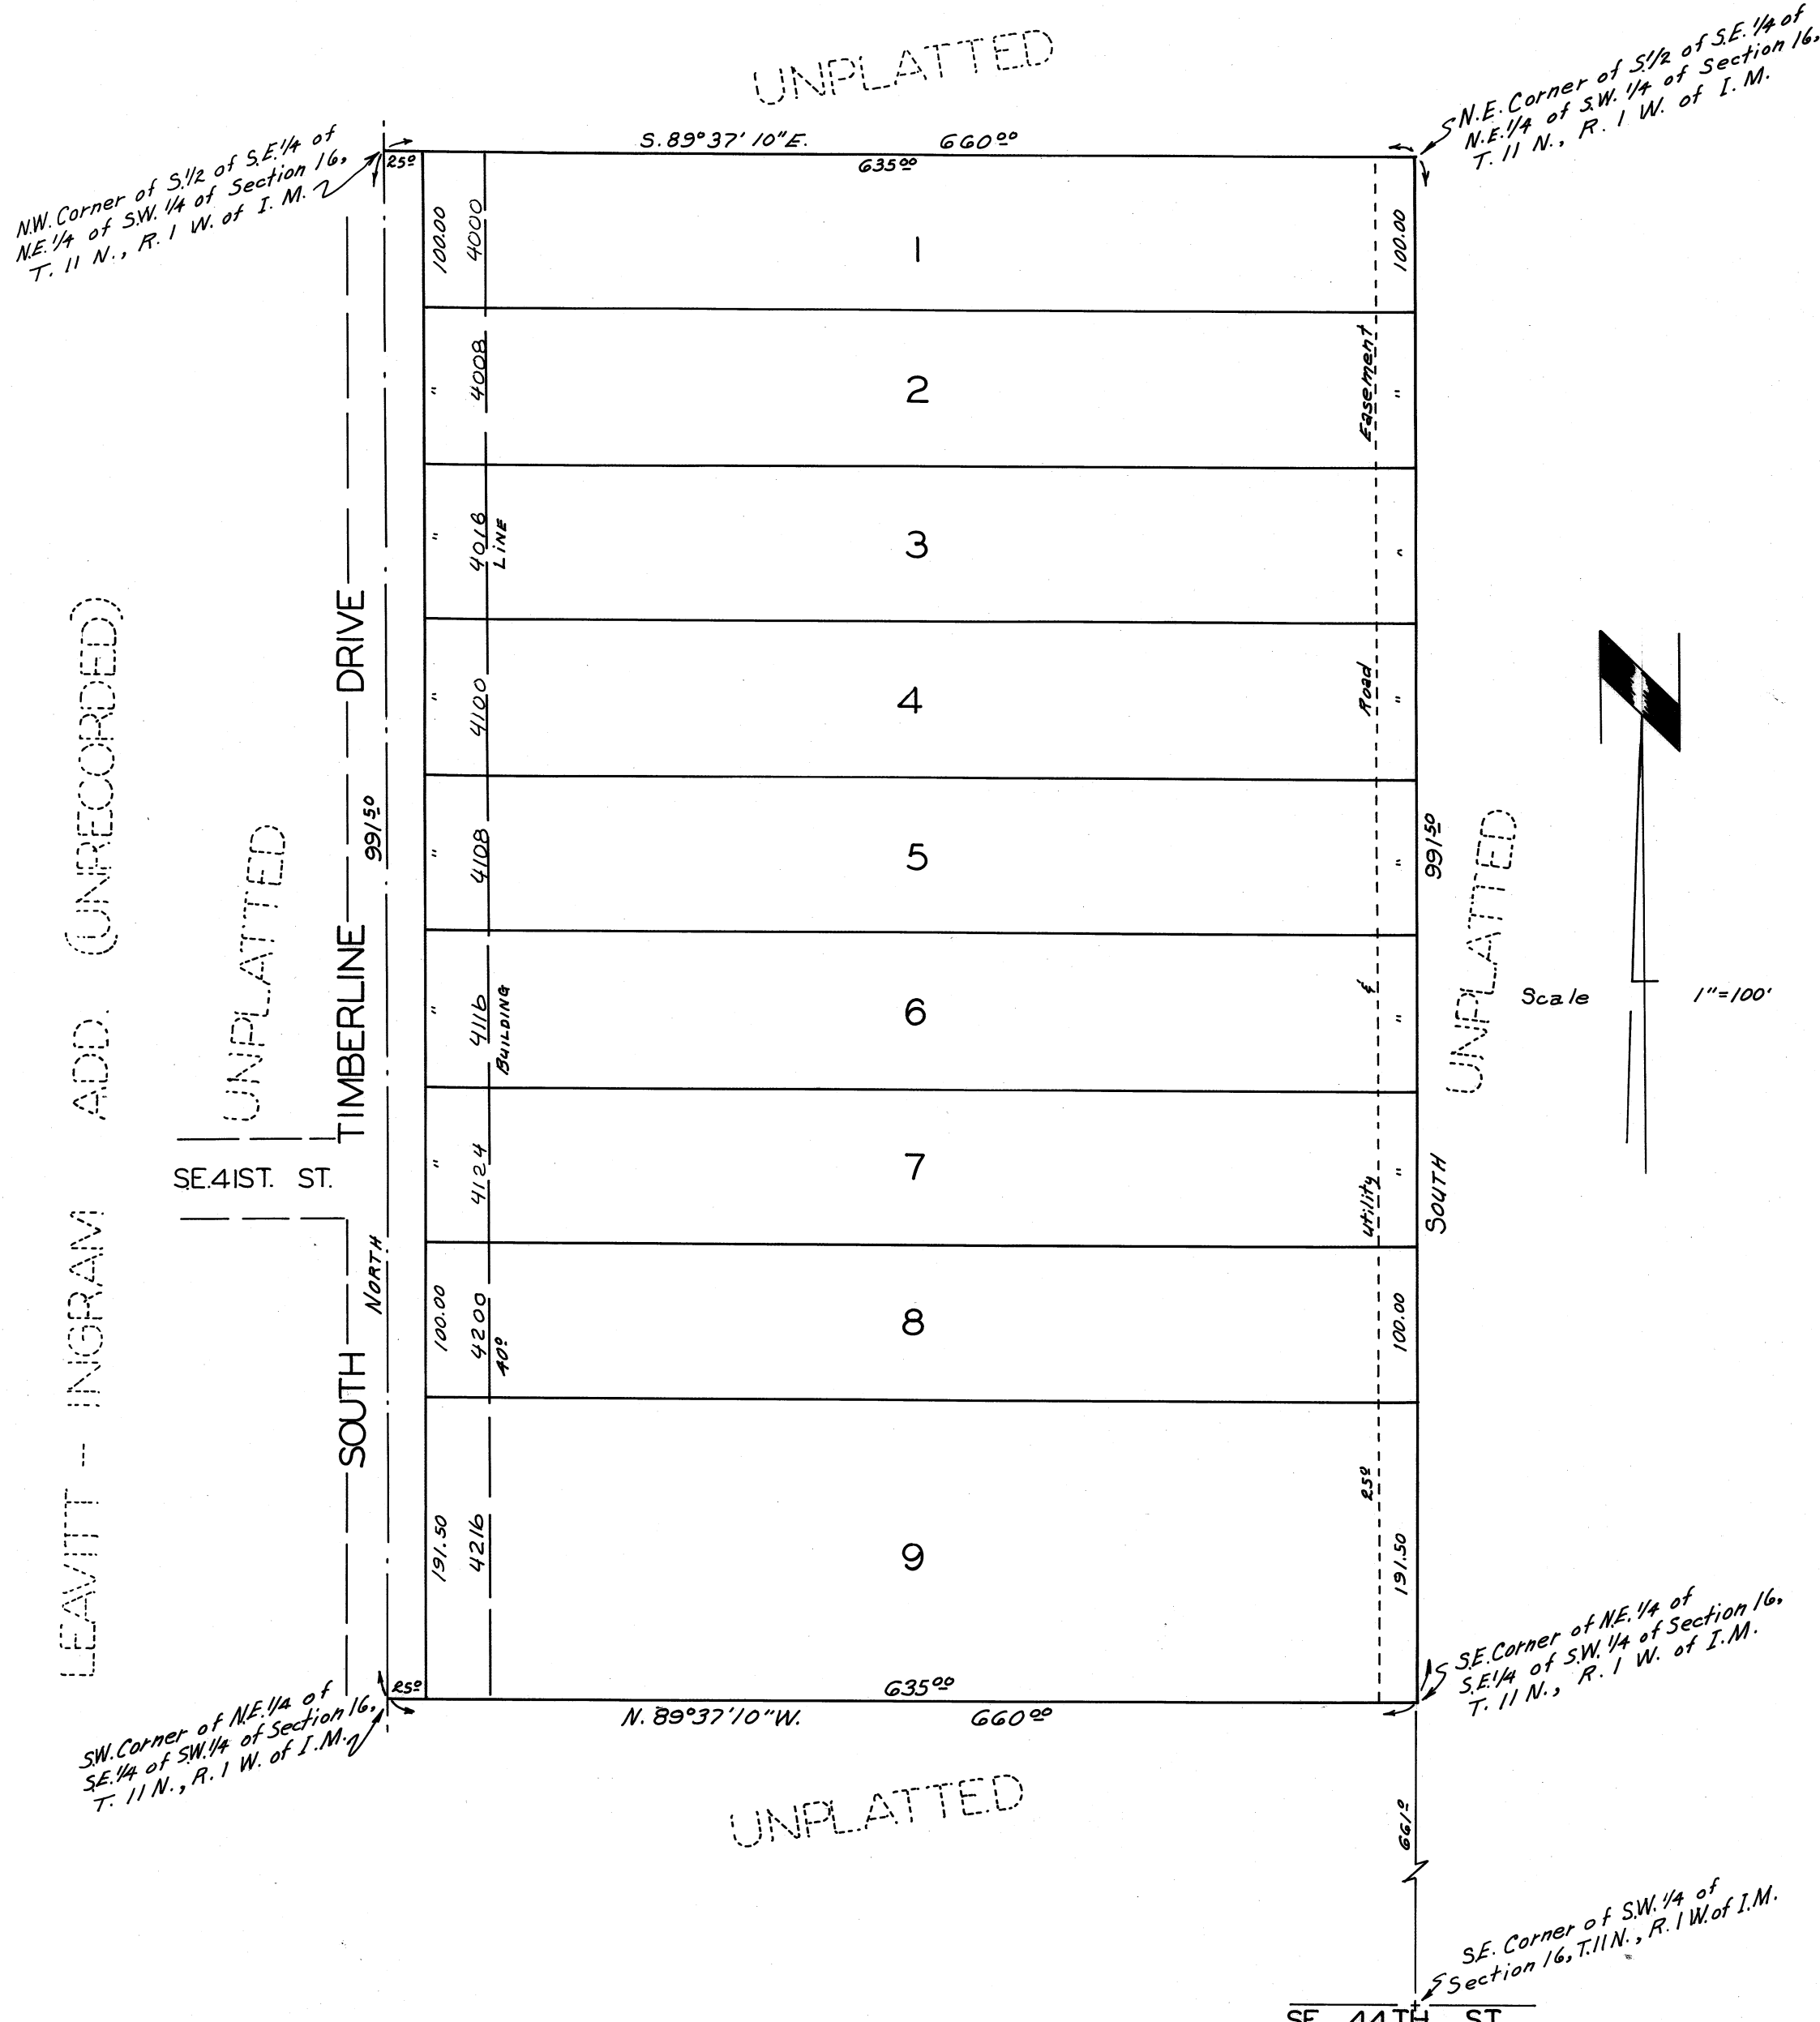 UNPLATTED
N.E. Corner of S.1/2 of S.E. 1/4 of
N.E. 1/4 of S.W. 1/4 of Section 16,
T. 11 N., R. 1 W. of I. M.
S. 89° 37' 10" E. 660 00
N.W. Corner of S.1/2 of S.E. 1/4 of
N.E. 1/4 of S.W. 1/4 of Section 16,
T. 11 N., R. 1 W. of I. M.
25 0
635 00
100.00
4000
1
100.00
"
4008
2
Easement
"
"
4016
LINE
3
"
4100
4
Road
"
"
4108
5
"
"
4116
BUILDING
6
&
"
"
4124
7
Utility
"
100.00
4200
40 0
8
100.00
191.50
4216
9
25 0
191.50
LEAVITT - INGRAM ADD. (UNRECORDED)
UNPLATTED
SOUTH TIMBERLINE DRIVE
NORTH 991 50
S.E. 41ST. ST.
SOUTH 991 50
UNPLATTED
N
Scale 1"=100'
25 0
635 00
N. 89° 37' 10" W. 660 00
S.W. Corner of N.E. 1/4 of
S.E. 1/4 of S.W. 1/4 of Section 16,
T. 11 N., R. 1 W. of I. M.
S.E. Corner of N.E. 1/4 of
S.E. 1/4 of S.W. 1/4 of Section 16,
T. 11 N., R. 1 W. of I. M.
UNPLATTED
661 0
S.E. Corner of S.W. 1/4 of
Section 16, T. 11 N., R. 1 W. of I. M.
SE. 44TH ST.